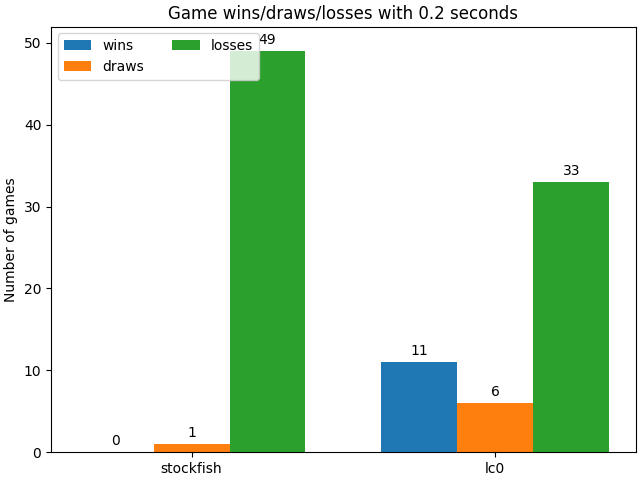 Game wins/draws/losses with 0.2 seconds
wins
draws
losses
Number of games
50
40
30
20
10
0
0
1
49
11
6
33
stockfish
lc0